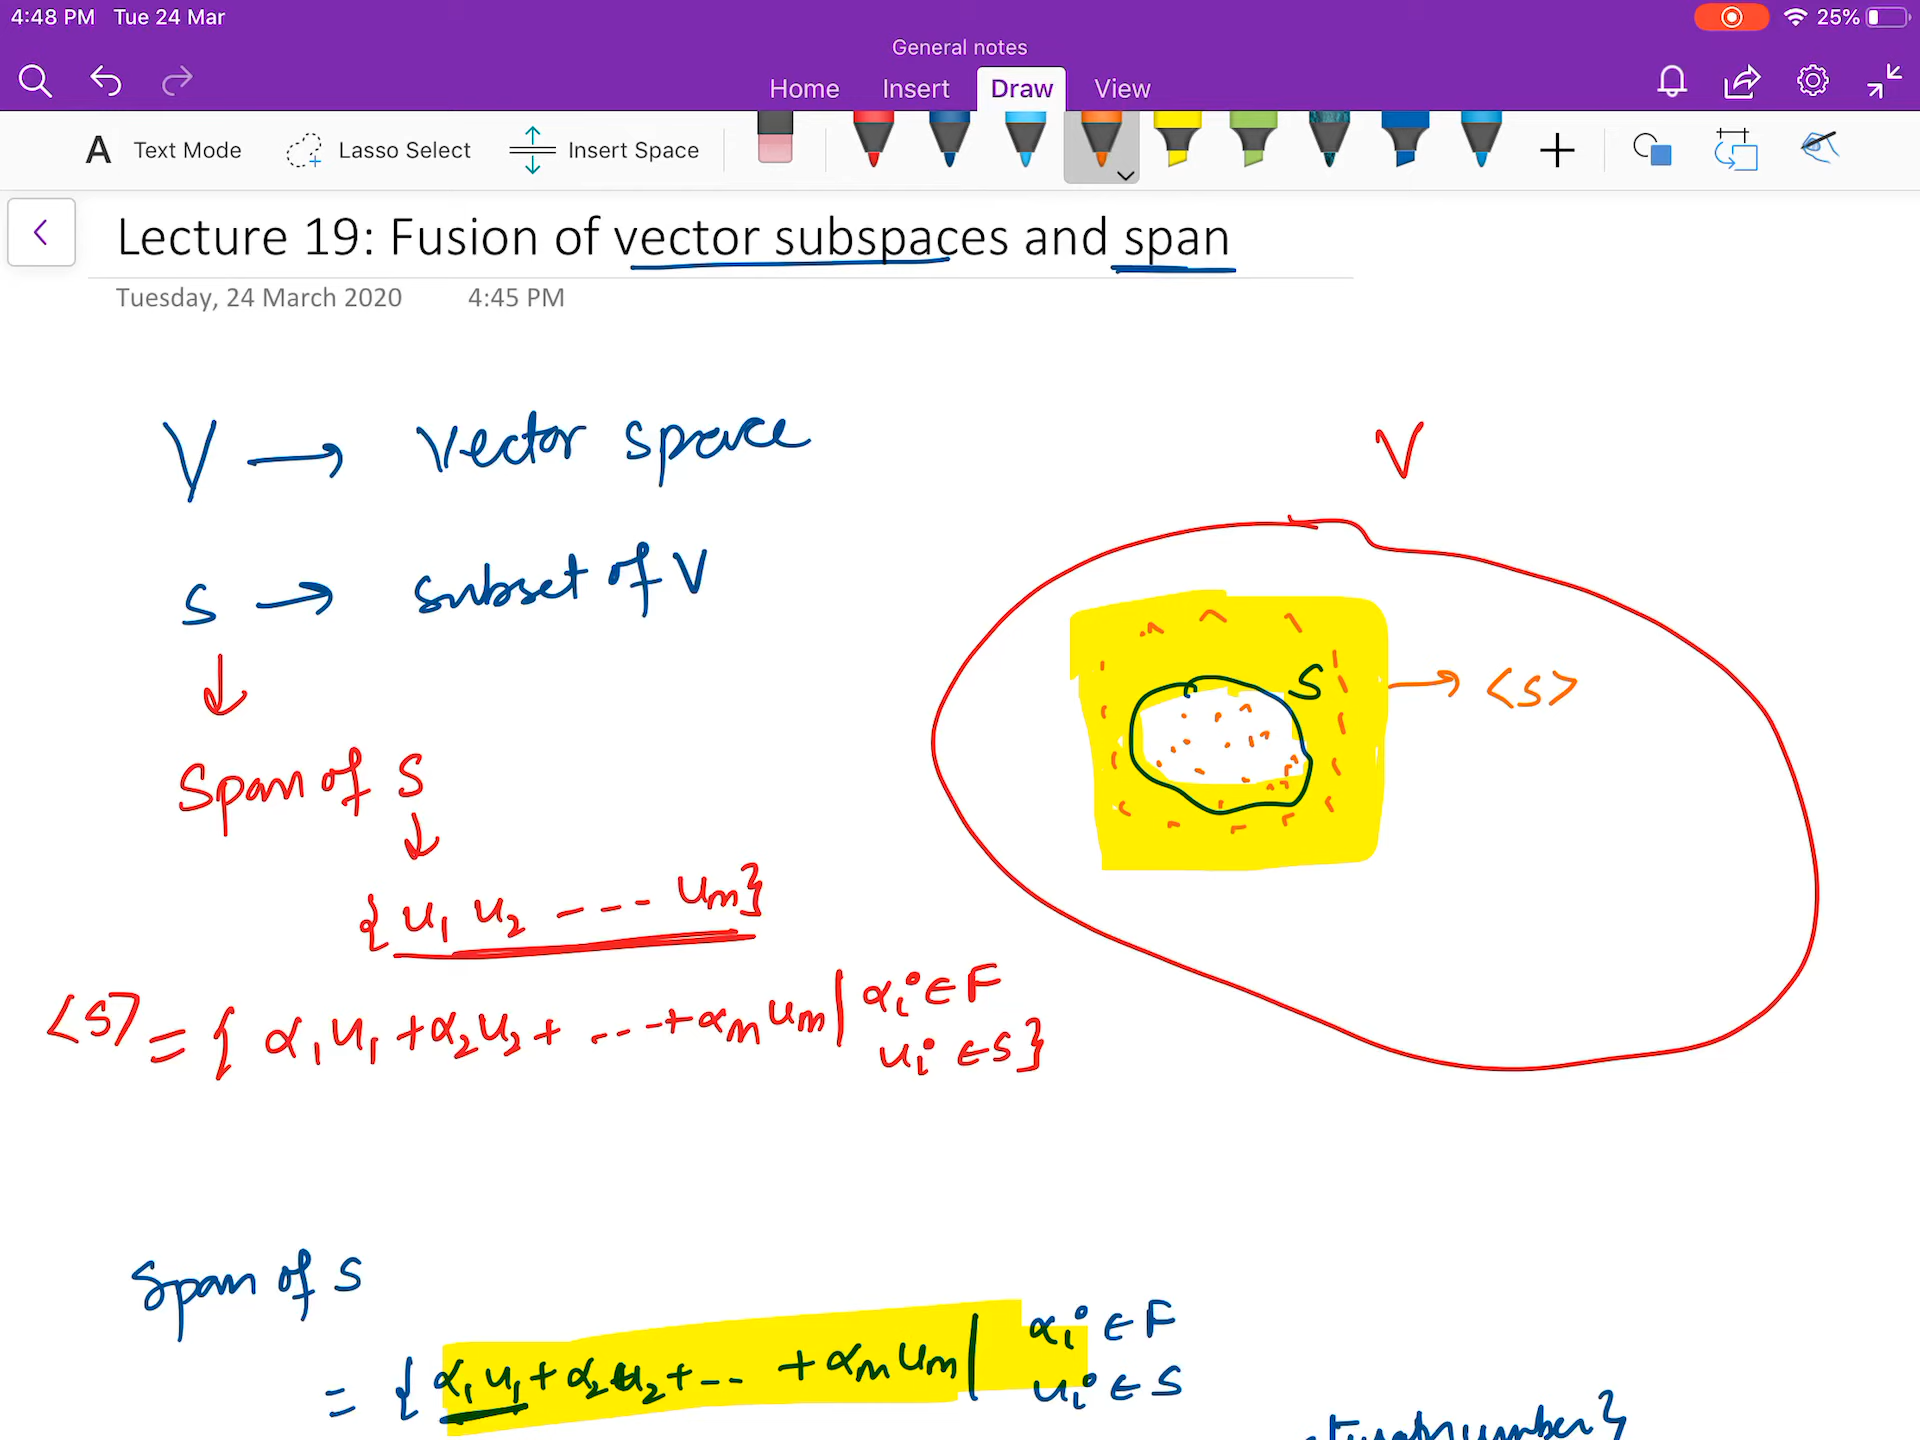 4:48 PM Tue 24 Mar
25%
General notes
Home Insert Draw View
A Text Mode Lasso Select Insert Space
Lecture 19: Fusion of vector subspaces and span
Tuesday, 24 March 2020 4:45 PM
V → Vector space
V
S → subset of V
S
→ <S>
↓
Span of S
↓
{ u₁ u₂ ---- uₘ}
<S> = { α₁u₁ + α₂u₂ + ...+ αₘuₘ | αᵢ ∈ F
uᵢ ∈ S }
Span of S
= { α₁u₁ + α₂u₂ + -- + αₘuₘ | αᵢ ∈ F
uᵢ ∈ S
number}